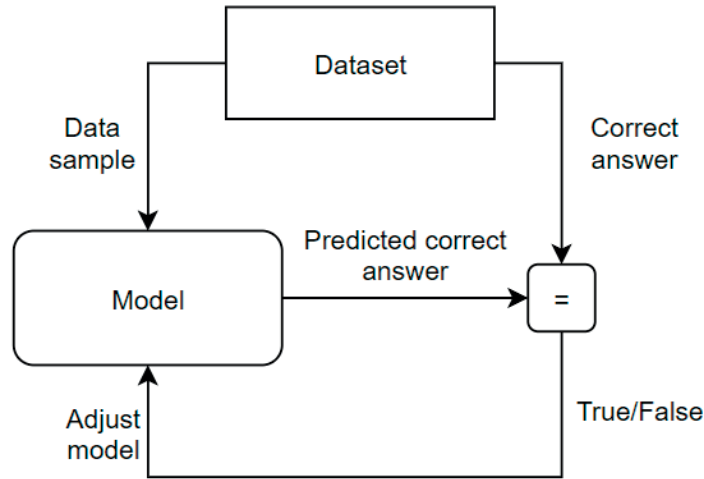 Dataset
Data
sample
Correct
answer
Predicted correct
answer
Model
=
True/False
Adjust
model